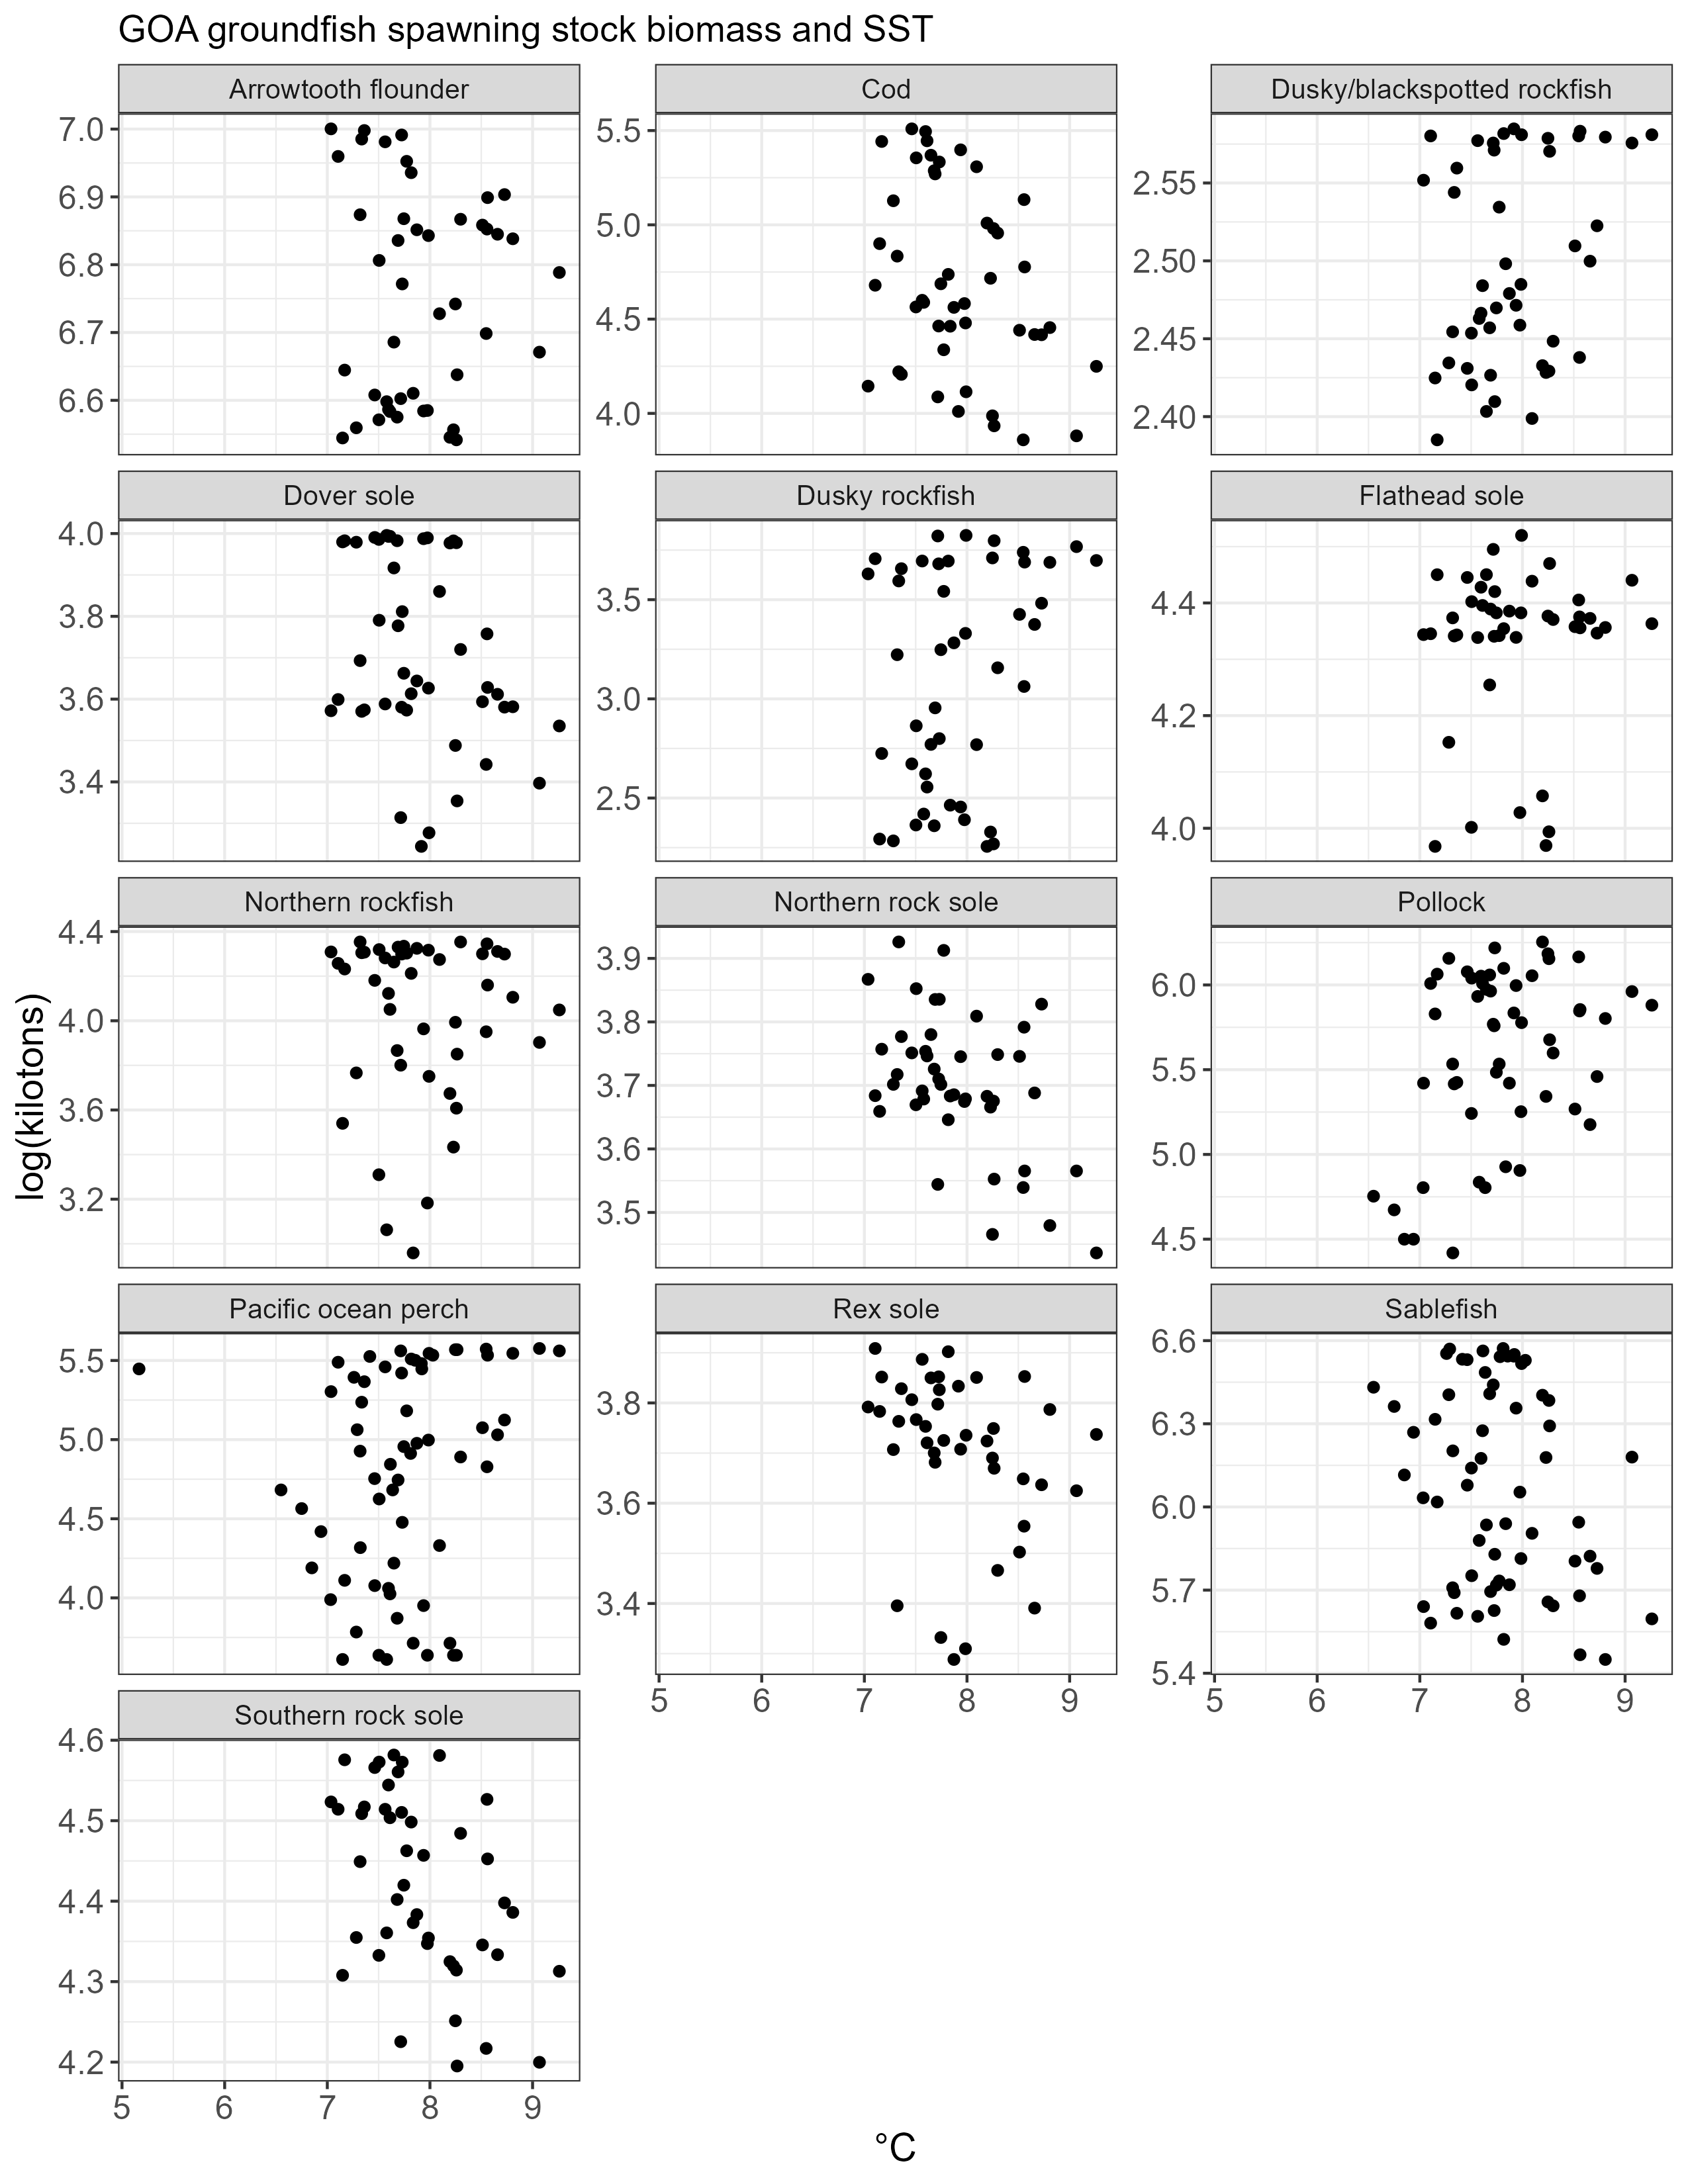 GOA groundfish spawning stock biomass and SST
Arrowtooth flounder
7.0
6.9
6.8
6.7
6.6
Cod
5.5
5.0
4.5
4.0
Dusky/blackspotted rockfish
2.55
2.50
2.45
2.40
Dover sole
4.0
3.8
3.6
3.4
Dusky rockfish
3.5
3.0
2.5
Flathead sole
4.4
4.2
4.0
Northern rockfish
4.4
4.0
3.6
3.2
Northern rock sole
3.9
3.8
3.7
3.6
3.5
Pollock
6.0
5.5
5.0
4.5
Pacific ocean perch
5.5
5.0
4.5
4.0
Rex sole
3.8
3.6
3.4
5 6 7 8 9
Sablefish
6.6
6.3
6.0
5.7
5.4
5 6 7 8 9
Southern rock sole
4.6
4.5
4.4
4.3
4.2
5 6 7 8 9
log(kilotons)
°C